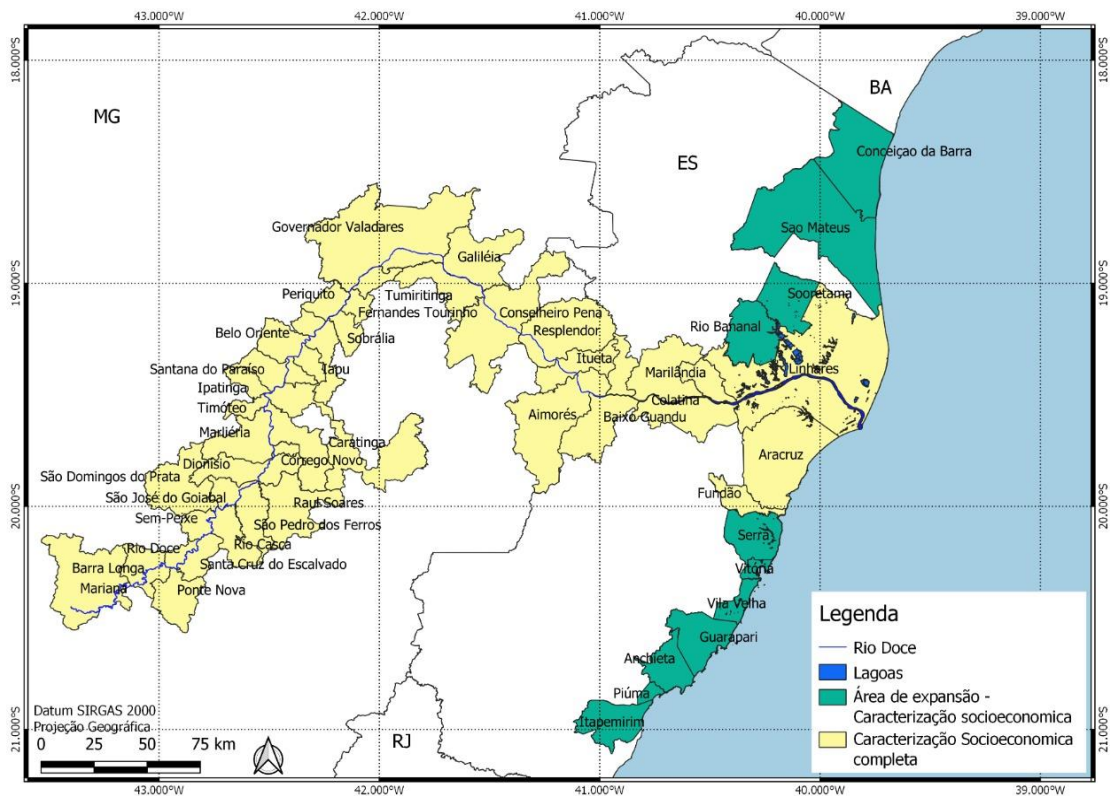 43.000°W 42.000°W 41.000°W 40.000°W 39.000°W
18.000°S 18.000°S
BA
MG
Conceiçao da Barra
ES
Sao Mateus
Governador Valadares
Galiléia
19.000°S 19.000°S
Periquito
Tumiritinga
Sooretama
Fernandes Tourinho
Conselheiro Pena
Belo Oriente
Resplendor
Rio Bananal
Sobrália
Itueta
Santana do Paraíso
Iapu
Marilândia
Linhares
Ipatinga
Colatina
Timóteo
Aimorés
Baixo Guandu
Marliéria
Caratinga
Aracruz
Dionísio
Córrego Novo
São Domingos do Prata
Fundão
São José do Goiabal
Raul Soares
20.000°S 20.000°S
Sem-Peixe
São Pedro dos Ferros
Serra
Rio Doce
Rio Casca
Barra Longa
Santa Cruz do Escalvado
Vitória
Mariana
Ponte Nova
Vila Velha
Guarapari
Anchieta
Piúma
Itapemirim
Legenda
Rio Doce
Lagoas
Área de expansão -
Caracterização socioeconomica
Caracterização Socioeconomica
completa
Datum SIRGAS 2000
Projeção Geográfica
0 25 50 75 km
RJ
21.000°S 21.000°S
43.000°W 42.000°W 41.000°W 40.000°W 39.000°W